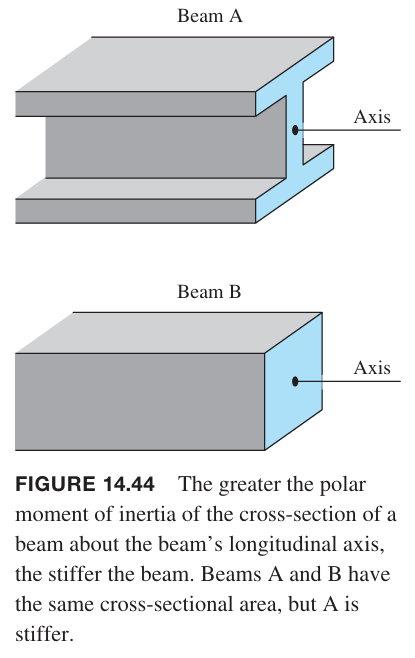 Beam A
Axis
Beam B
Axis
FIGURE 14.44 The greater the polar
moment of inertia of the cross-section of a
beam about the beam’s longitudinal axis,
the stiffer the beam. Beams A and B have
the same cross-sectional area, but A is
stiffer.